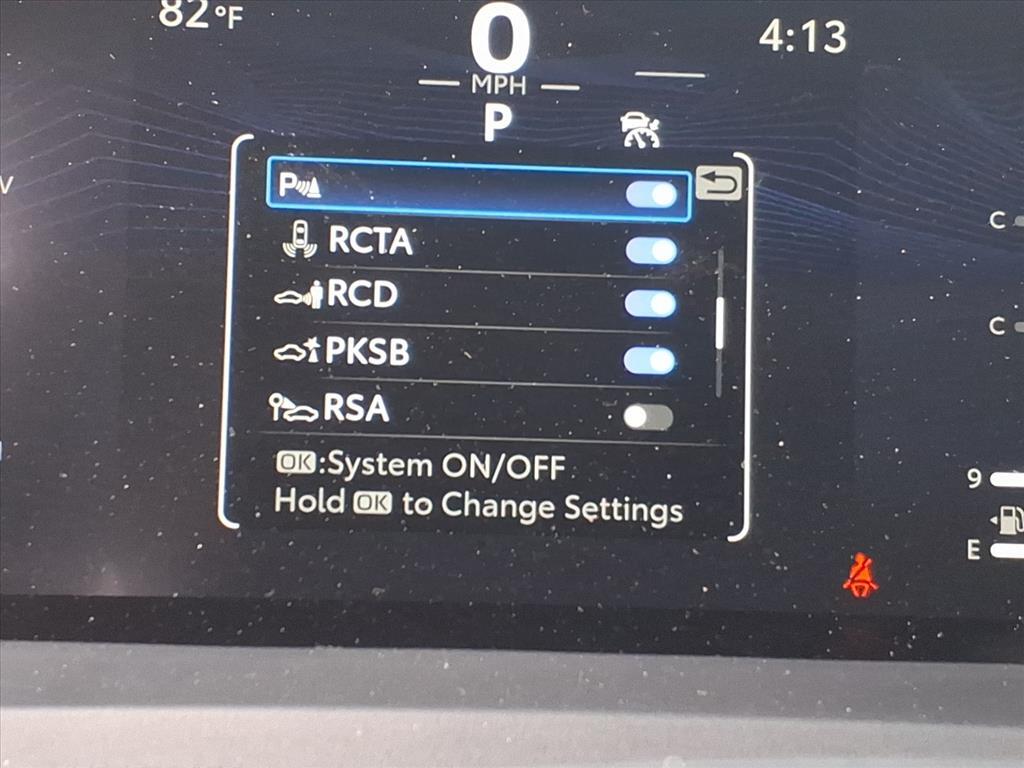 82°F
0
4:13
MPH
P
V
P
RCTA
C
RCD
C
PKSB
RSA
OK:System ON/OFF
9
Hold OK to Change Settings
E